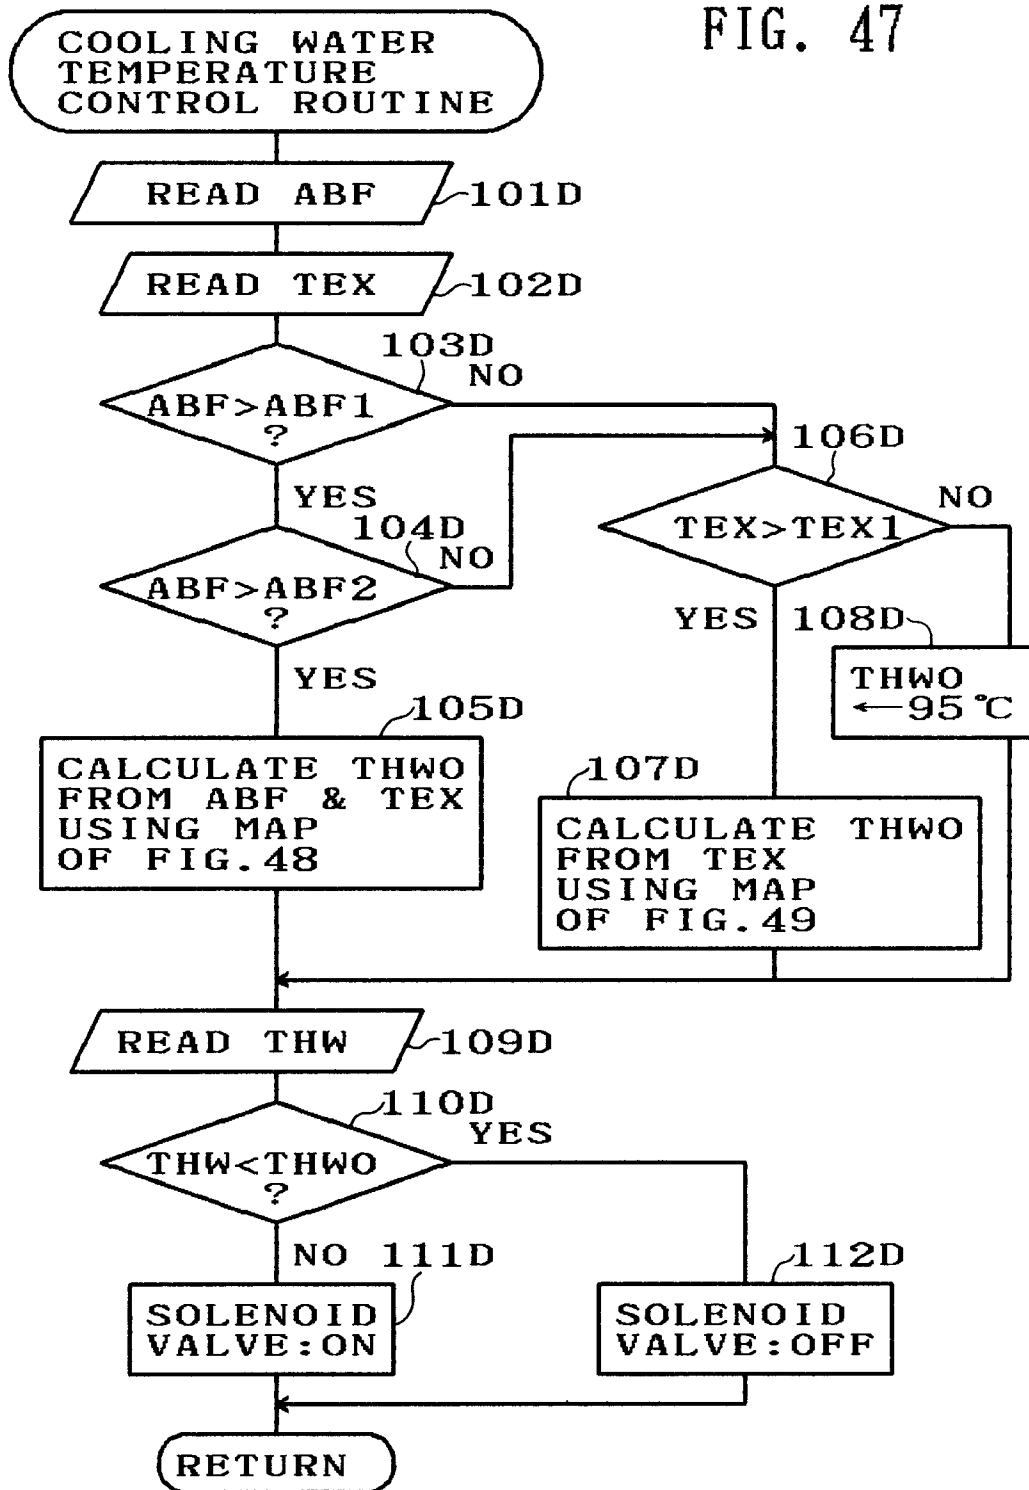 FIG. 47
COOLING WATER
TEMPERATURE
CONTROL ROUTINE
READ ABF
101D
READ TEX
102D
103D
NO
ABF>ABF1
?
YES
106D
NO
TEX>TEX1
104D
NO
ABF>ABF2
?
YES
YES
108D
THWO
←95°C
105D
CALCULATE THWO
FROM ABF & TEX
USING MAP
OF FIG.48
107D
CALCULATE THWO
FROM TEX
USING MAP
OF FIG.49
READ THW
109D
110D
YES
THW<THWO
?
NO
111D
SOLENOID
VALVE:ON
112D
SOLENOID
VALVE:OFF
RETURN